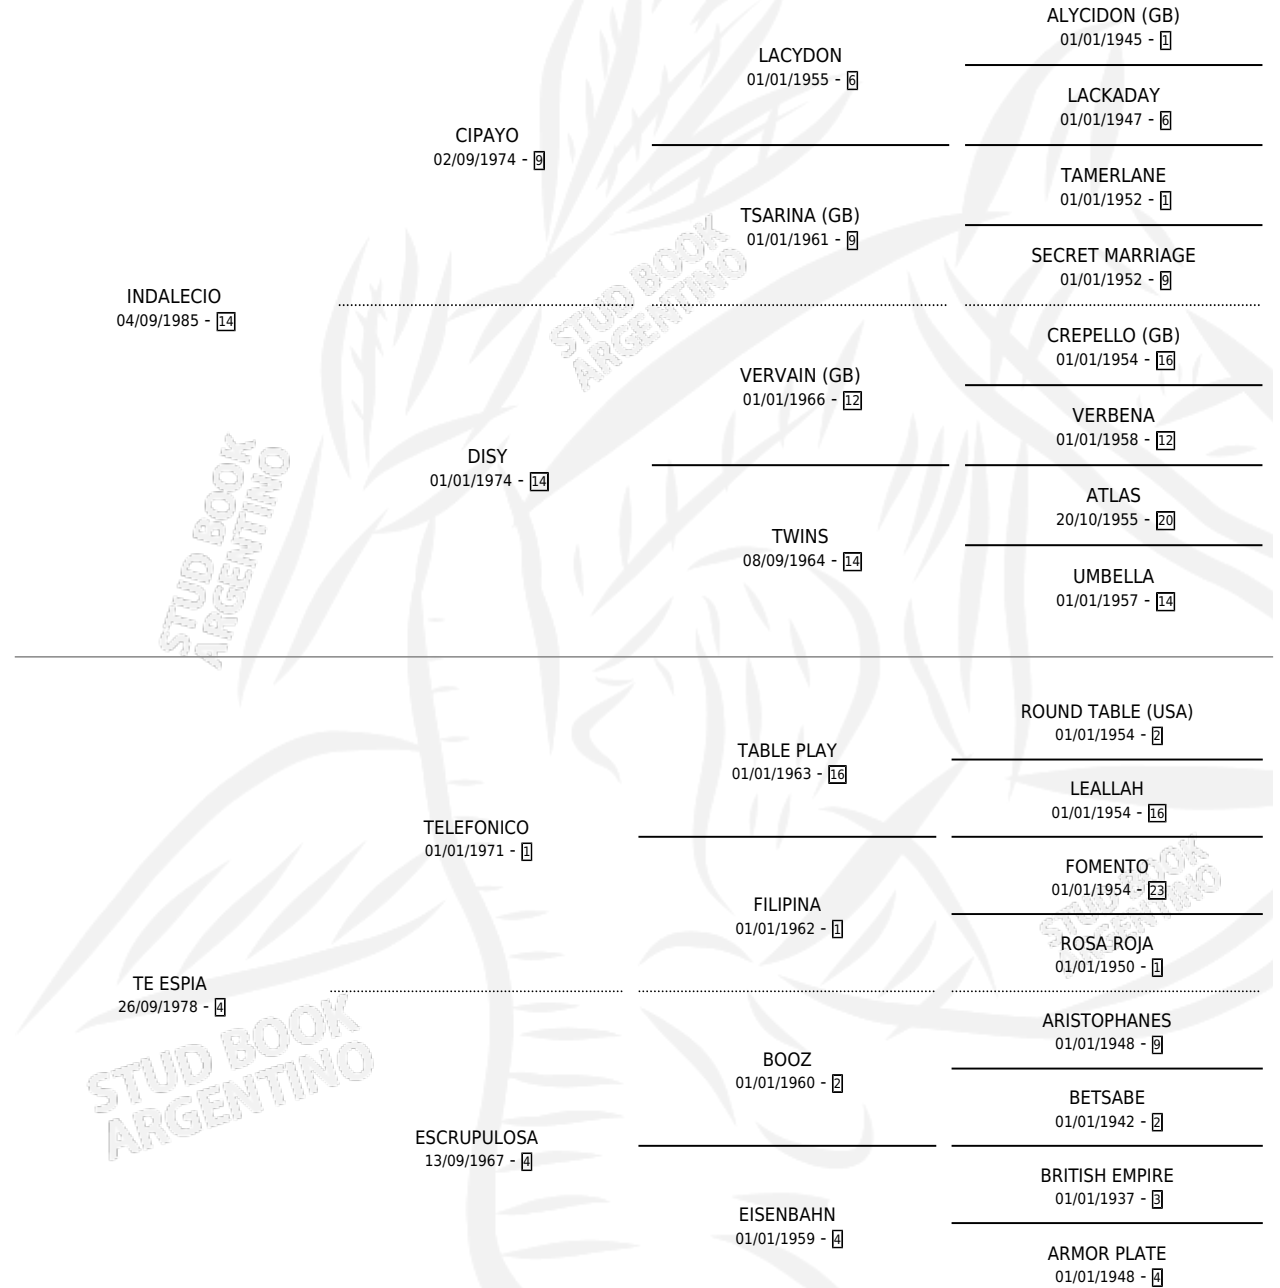 ALYCIDON (GB)
01/01/1945 - 1
LACYDON
01/01/1955 - 6
LACKADAY
01/01/1947 - 6
CIPAYO
02/09/1974 - 9
TAMERLANE
01/01/1952 - 1
TSARINA (GB)
01/01/1961 - 9
SECRET MARRIAGE
01/01/1952 - 9
INDALECIO
04/09/1985 - 14
CREPELLO (GB)
01/01/1954 - 16
VERVAIN (GB)
01/01/1966 - 12
VERBENA
01/01/1958 - 12
DISY
01/01/1974 - 14
ATLAS
20/10/1955 - 20
TWINS
08/09/1964 - 14
UMBELLA
01/01/1957 - 14
ROUND TABLE (USA)
01/01/1954 - 2
TABLE PLAY
01/01/1963 - 16
LEALLAH
01/01/1954 - 16
TELEFONICO
01/01/1971 - 1
FOMENTO
01/01/1954 - 23
FILIPINA
01/01/1962 - 1
ROSA ROJA
01/01/1950 - 1
TE ESPIA
26/09/1978 - 4
ARISTOPHANES
01/01/1948 - 9
BOOZ
01/01/1960 - 2
BETSABE
01/01/1942 - 2
ESCRUPULOSA
13/09/1967 - 4
BRITISH EMPIRE
01/01/1937 - 3
EISENBAHN
01/01/1959 - 4
ARMOR PLATE
01/01/1948 - 4
STUD BOOK
ARGENTINO
STUD BOOK
ARGENTINO
STUD BOOK
ARGENTINO
STUD BOOK
ARGENTINO